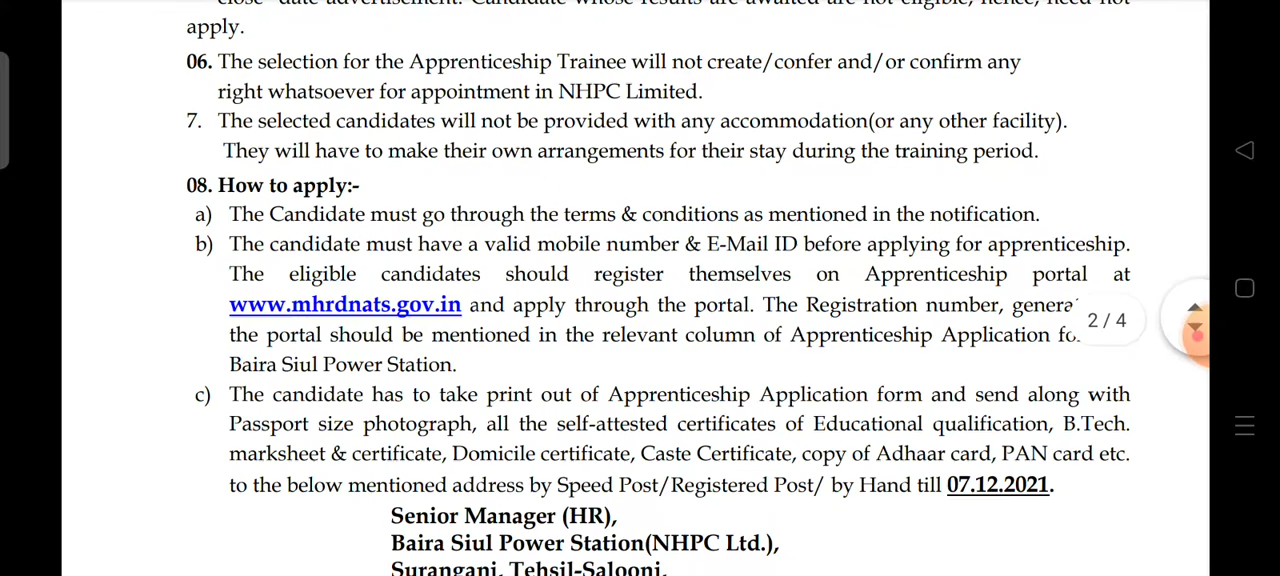 apply.
06. The selection for the Apprenticeship Trainee will not create/confer and/or confirm any
right whatsoever for appointment in NHPC Limited.
7. The selected candidates will not be provided with any accommodation(or any other facility).
They will have to make their own arrangements for their stay during the training period.
08. How to apply:-
a) The Candidate must go through the terms & conditions as mentioned in the notification.
b) The candidate must have a valid mobile number & E-Mail ID before applying for apprenticeship.
The eligible candidates should register themselves on Apprenticeship portal at
www.mhrdnats.gov.in and apply through the portal. The Registration number,
2 / 4
the portal should be mentioned in the relevant column of Apprenticeship Application
Baira Siul Power Station.
c) The candidate has to take print out of Apprenticeship Application form and send along with
Passport size photograph, all the self-attested certificates of Educational qualification, B.Tech.
marksheet & certificate, Domicile certificate, Caste Certificate, copy of Adhaar card, PAN card etc.
to the below mentioned address by Speed Post/Registered Post/ by Hand till 07.12.2021.
Senior Manager (HR),
Baira Siul Power Station(NHPC Ltd.),
Surangani, Tehsil-Salooni,